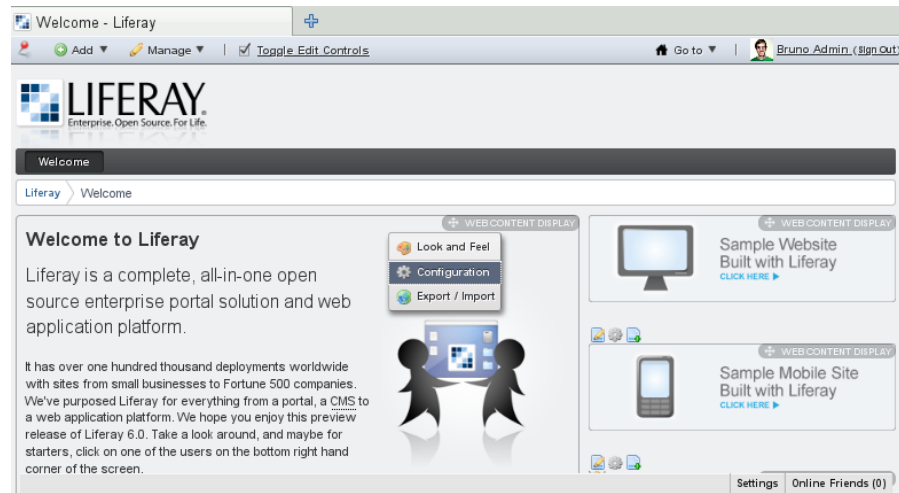 Welcome - Liferay
Add ▼ Manage ▼ | Toggle Edit Controls Go to ▼ | Bruno Admin (Sign Out)
LIFERAY.
Enterprise. Open Source. For Life.
Welcome
Liferay Welcome
WEB CONTENT DISPLAY
Welcome to Liferay
Liferay is a complete, all-in-one open
source enterprise portal solution and web
application platform.
It has over one hundred thousand deployments worldwide
with sites from small businesses to Fortune 500 companies.
We've purposed Liferay for everything from a portal, a CMS to
a web application platform. We hope you enjoy this preview
release of Liferay 6.0. Take a look around, and maybe for
starters, click on one of the users on the bottom right hand
corner of the screen.
Look and Feel
Configuration
Export / Import
WEB CONTENT DISPLAY
Sample Website
Built with Liferay
CLICK HERE
WEB CONTENT DISPLAY
Sample Mobile Site
Built with Liferay
CLICK HERE
Settings Online Friends (0)